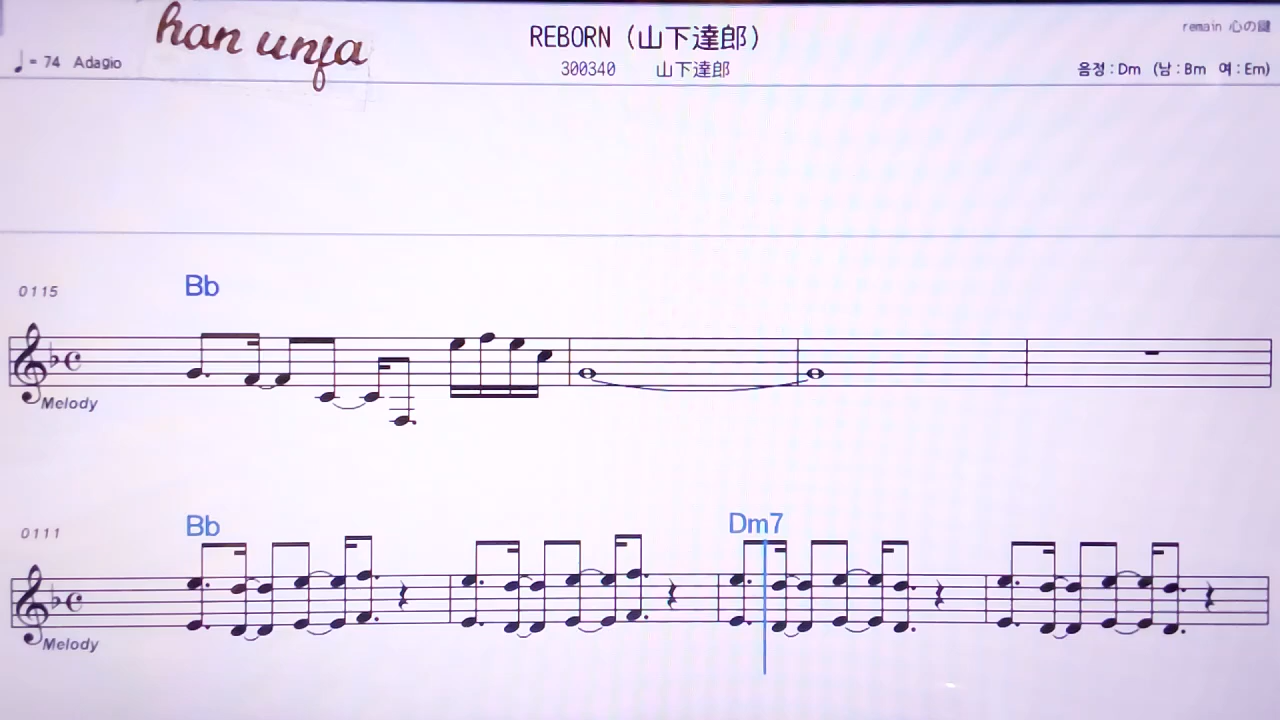 han unfa
REBORN (山下達郎)
remain 心の鍵
♩= 74 Adagio
300340 山下達郎
음정 : Dm (남 : Bm 여 : Em)
0115
Bb
Melody
0111
Bb
Dm7
Melody